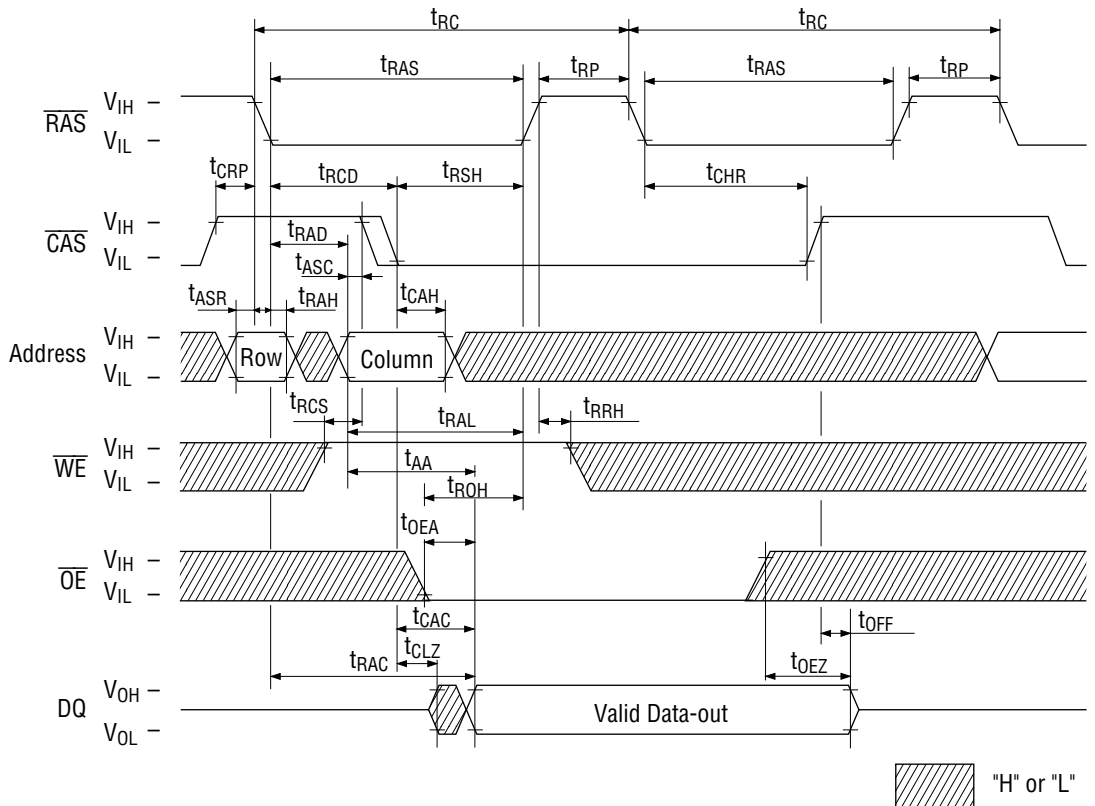 tRC tRC
tRAS tRP tRAS tRP
RAS VIH
VIL
tCRP tRCD tRSH tCHR
CAS VIH
VIL
tRAD
tASC
tASR tRAH tCAH
Address VIH
VIL
Row Column
tRCS tRAL tRRH
WE VIH
VIL
tAA
tROH
tOEA
OE VIH
VIL
tCAC tOFF
tCLZ
tRAC tOEZ
DQ VOH
VOL
Valid Data-out
"H" or "L"